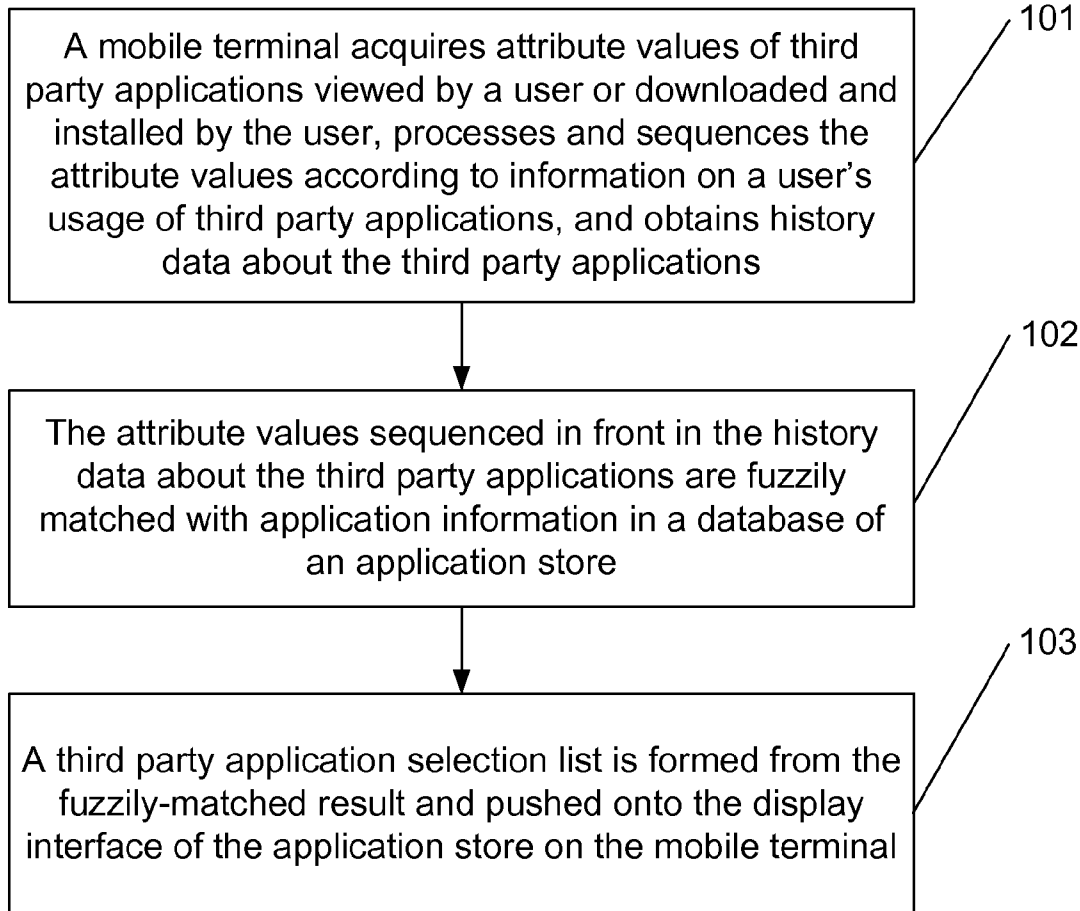 A mobile terminal acquires attribute values of third
party applications viewed by a user or downloaded and
installed by the user, processes and sequences the
attribute values according to information on a user's
usage of third party applications, and obtains history
data about the third party applications
101
The attribute values sequenced in front in the history
data about the third party applications are fuzzily
matched with application information in a database of
an application store
102
A third party application selection list is formed from the
fuzzily-matched result and pushed onto the display
interface of the application store on the mobile terminal
103